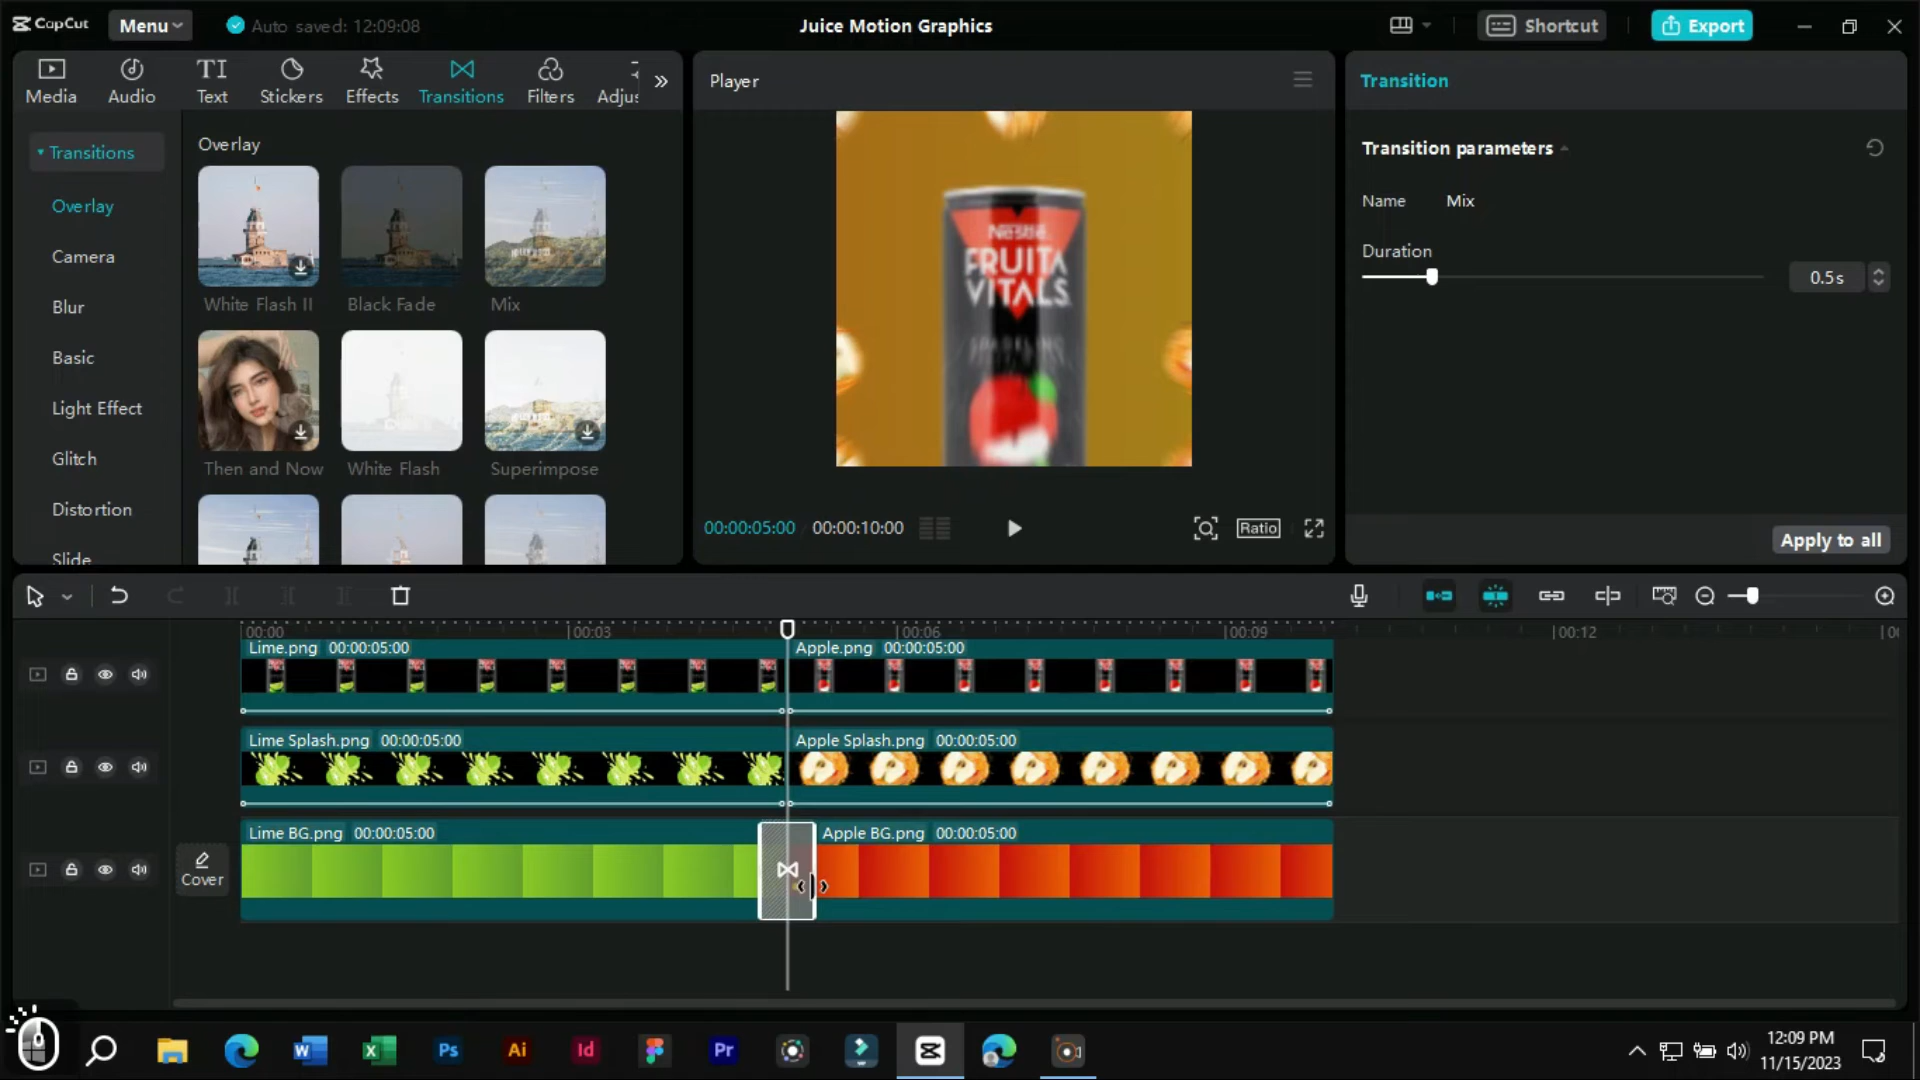 CapCut
Menu
Auto saved: 12:09:08
Juice Motion Graphics
Shortcut
Export
Media
Audio
TI
Text
Stickers
Effects
Transitions
Filters
Adjus
Transitions
Overlay
Camera
Blur
Basic
Light Effect
Glitch
Distortion
Slide
Overlay
White Flash II
Black Fade
Mix
Then and Now
White Flash
Superimpose
Player
Nestlé
FRUITA
VITALS
SPARKLING
00:00:05:00
00:00:10:00
Ratio
Transition
Transition parameters
Name Mix
Duration
0.5s
Apply to all
00:00
00:03
00:06
00:09
00:12
Lime.png 00:00:05:00
Apple.png 00:00:05:00
Lime Splash.png 00:00:05:00
Apple Splash.png 00:00:05:00
Cover
Lime BG.png 00:00:05:00
Apple BG.png 00:00:05:00
W
X
Ps
Ai
Id
Pr
12:09 PM
11/15/2023